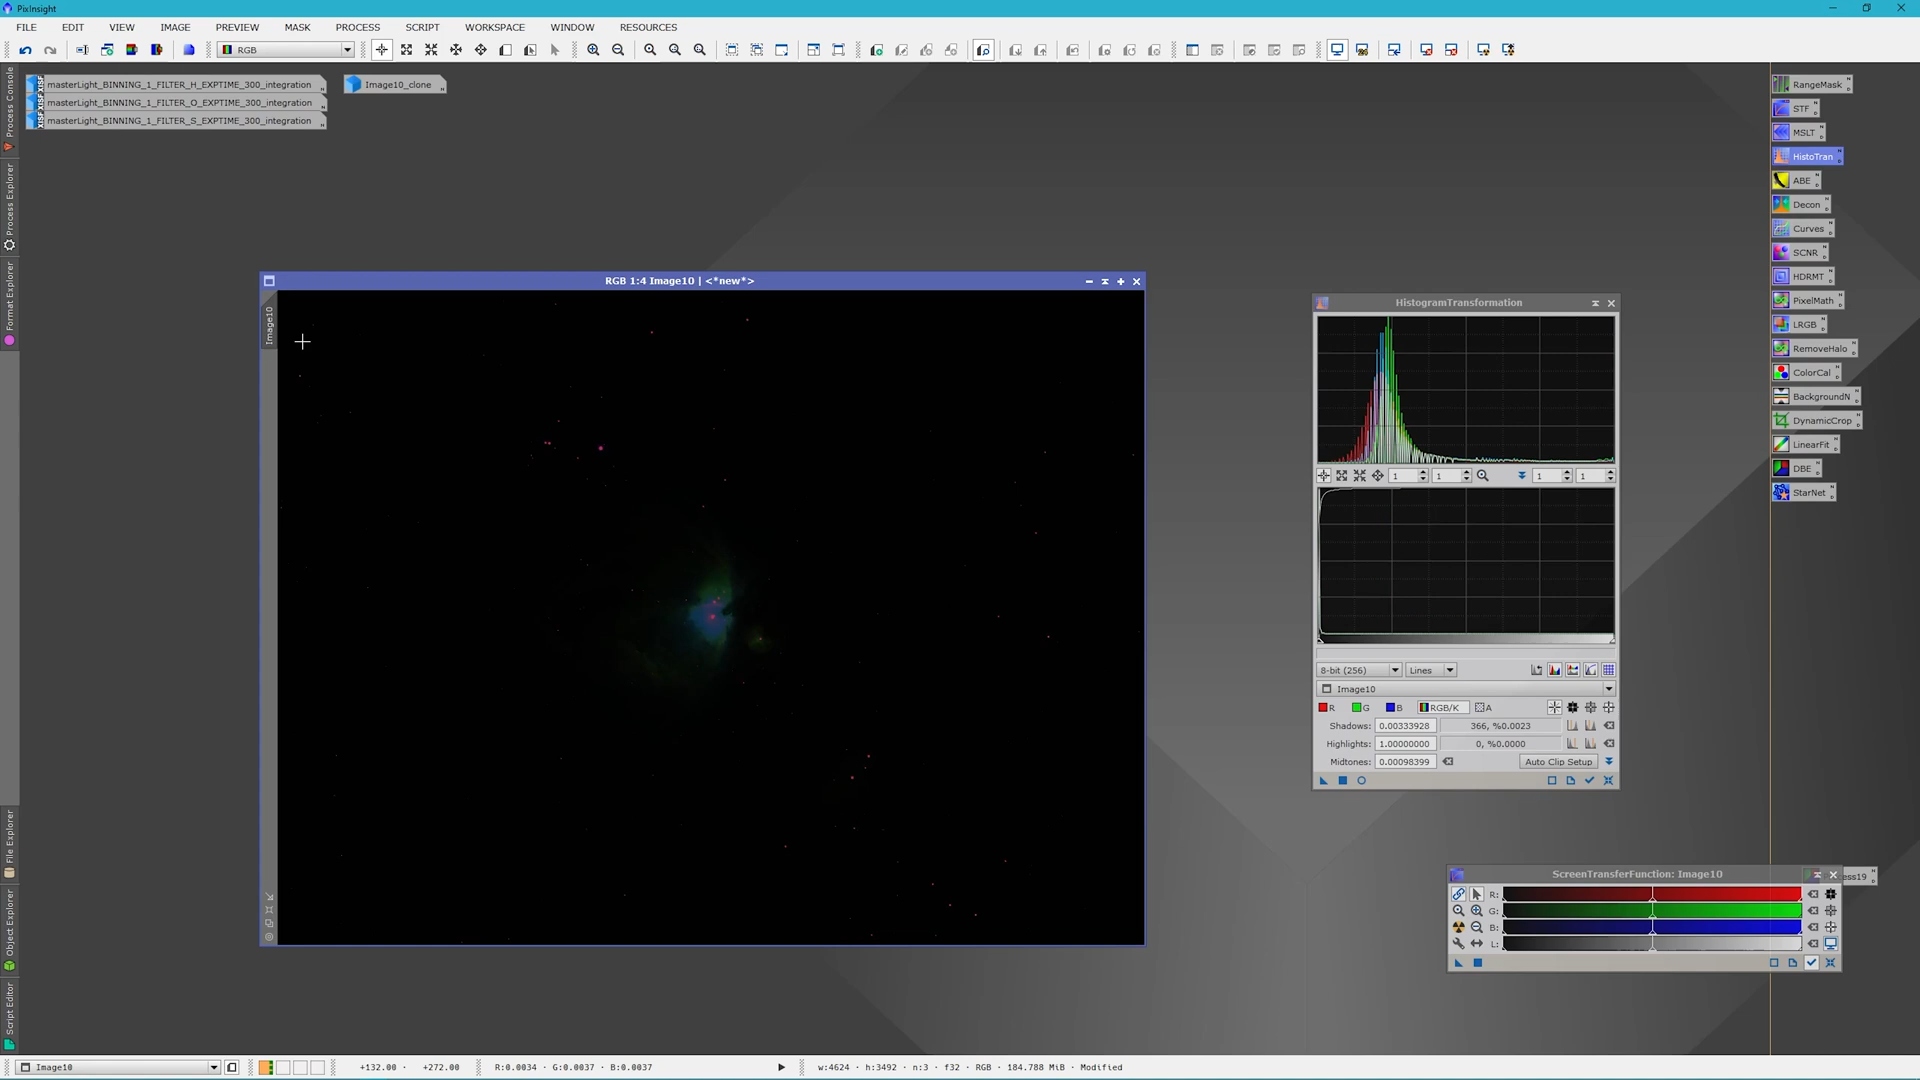 PixInsight
FILE EDIT VIEW IMAGE PREVIEW MASK PROCESS SCRIPT WORKSPACE WINDOW RESOURCES
RGB
masterLight_BINNING_1_FILTER_H_EXPTIME_300_integration
Image10_clone
masterLight_BINNING_1_FILTER_O_EXPTIME_300_integration
masterLight_BINNING_1_FILTER_S_EXPTIME_300_integration
Process Console
Process Explorer
Format Explorer
File Explorer
Object Explorer
Script Editor
RGB 1:4 Image10 | <*new*>
Image10
HistogramTransformation
1 1 1 1
8-bit (256) Lines
Image10
R G B RGB/K A
Shadows: 0.00333928 366, %0.0023
Highlights: 1.00000000 0, %0.0000
Midtones: 0.00098399 Auto Clip Setup
ScreenTransferFunction: Image10
R:
G:
B:
L:
ess19
RangeMask
STF
MSLT
HistoTran
ABE
Decon
Curves
SCNR
HDRMT
PixelMath
LRGB
RemoveHalo
ColorCal
BackgroundN
DynamicCrop
LinearFit
DBE
StarNet
Image10 +132.00 · +272.00 R:0.0034 · G:0.0037 · B:0.0037 w:4624 · h:3492 · n:3 · f32 · RGB · 184.788 MiB · Modified